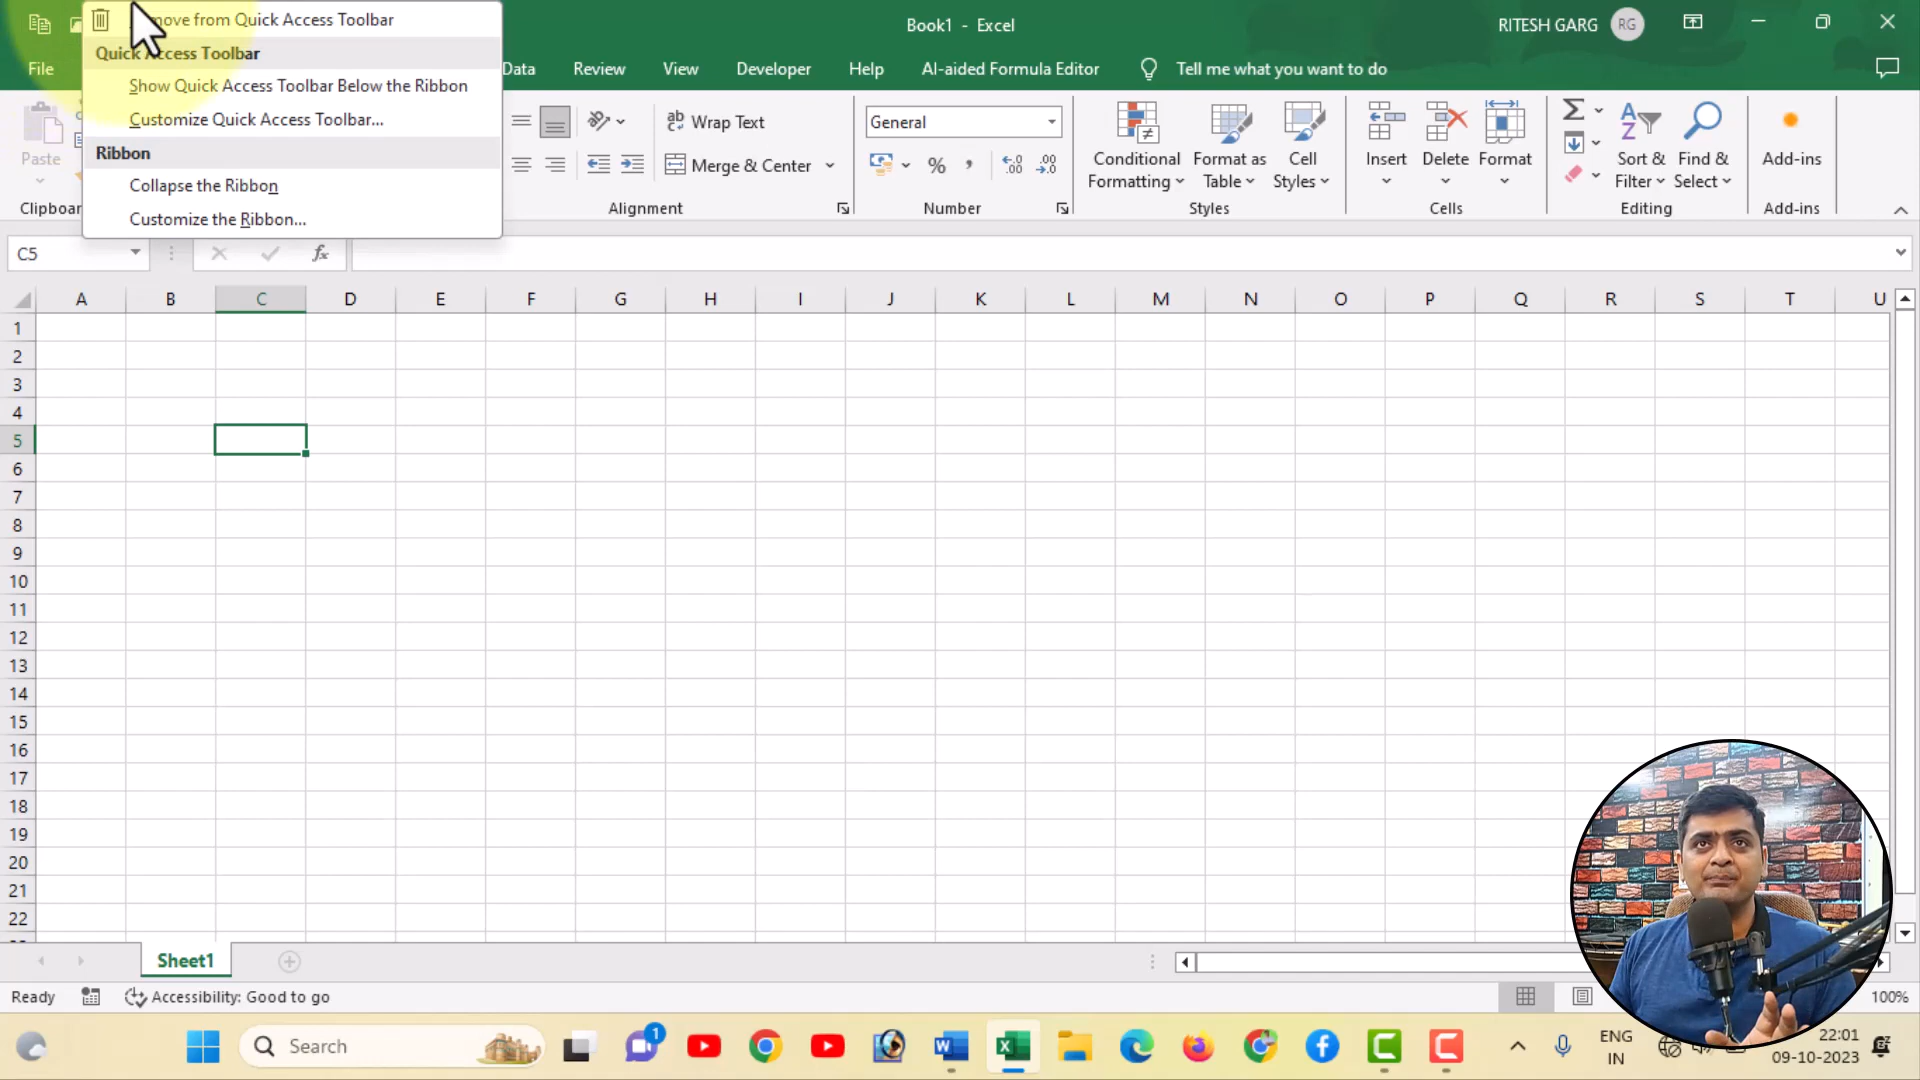 move from Quick Access Toolbar
Book1 - Excel
RITESH GARG
RG
Quick Access Toolbar
File
Data
Review
View
Developer
Help
AI-aided Formula Editor
Tell me what you want to do
Show Quick Access Toolbar Below the Ribbon
Customize Quick Access Toolbar...
Ribbon
Collapse the Ribbon
Customize the Ribbon...
Paste
Clipboar
Wrap Text
Merge & Center
Alignment
General
%
Number
Conditional
Formatting
Format as
Table
Cell
Styles
Styles
Insert
Delete
Format
Cells
Sort &
Filter
Find &
Select
Editing
Add-ins
Add-ins
C5
fx
A B C D E F G H I J K L M N O P Q R S T U
1
2
3
4
5
6
7
8
9
10
11
12
13
14
15
16
17
18
19
20
21
22
Sheet1
Ready
Accessibility: Good to go
100%
Search
1
ENG
IN
22:01
09-10-2023